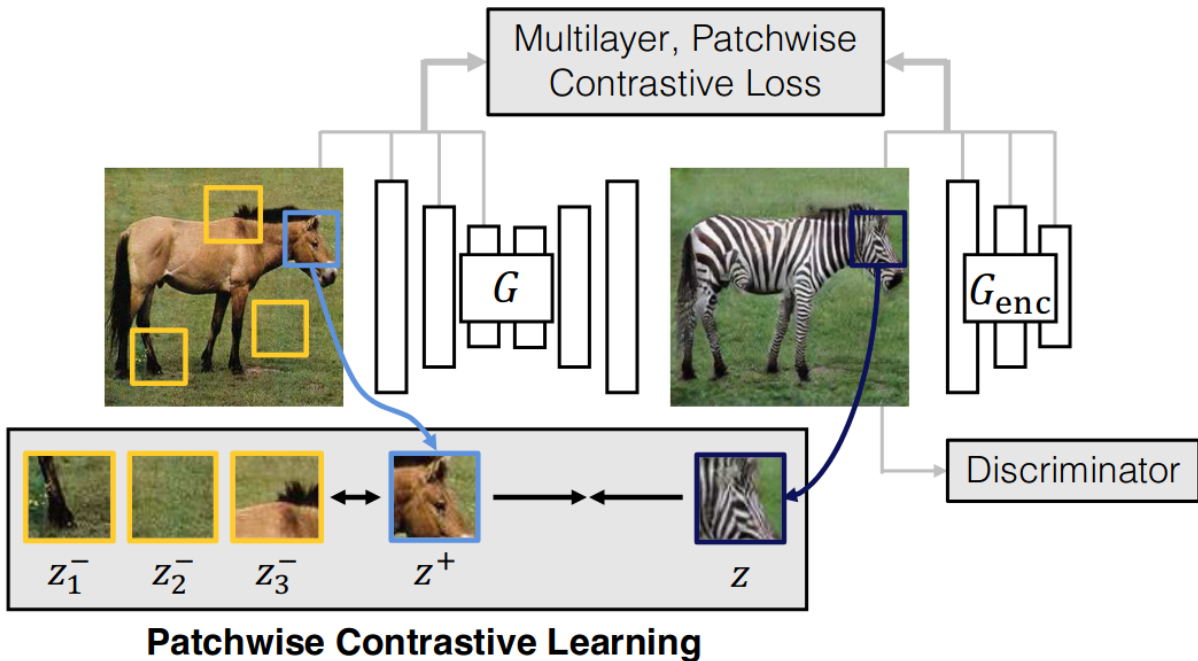 Multilayer, Patchwise
Contrastive Loss
G
G_enc
Discriminator
z_1^- z_2^- z_3^- z^+ z
Patchwise Contrastive Learning